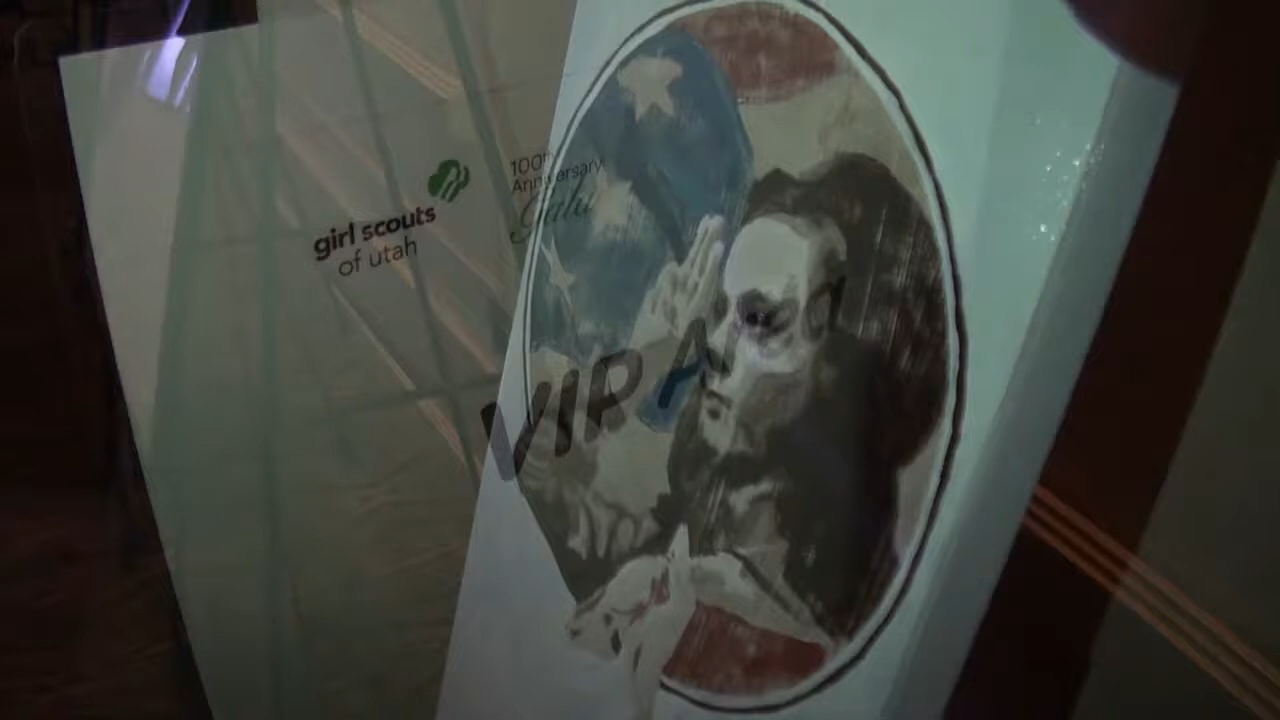 girl scouts
of utah
100th
Anniversary
Gala
VIP A